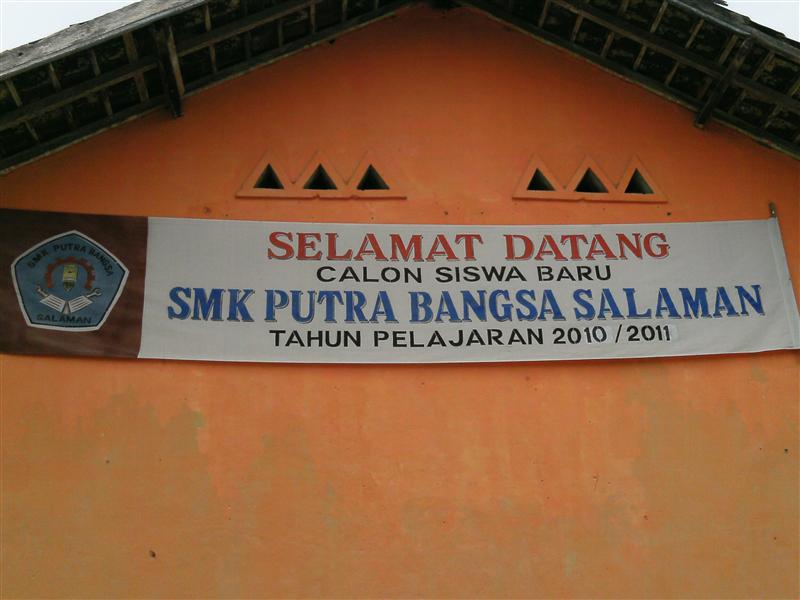 SELAMAT DATANG
CALON SISWA BARU
SMK PUTRA BANGSA SALAMAN
TAHUN PELAJARAN 2010/2011
SMK PUTRA BANGSA
SALAMAN